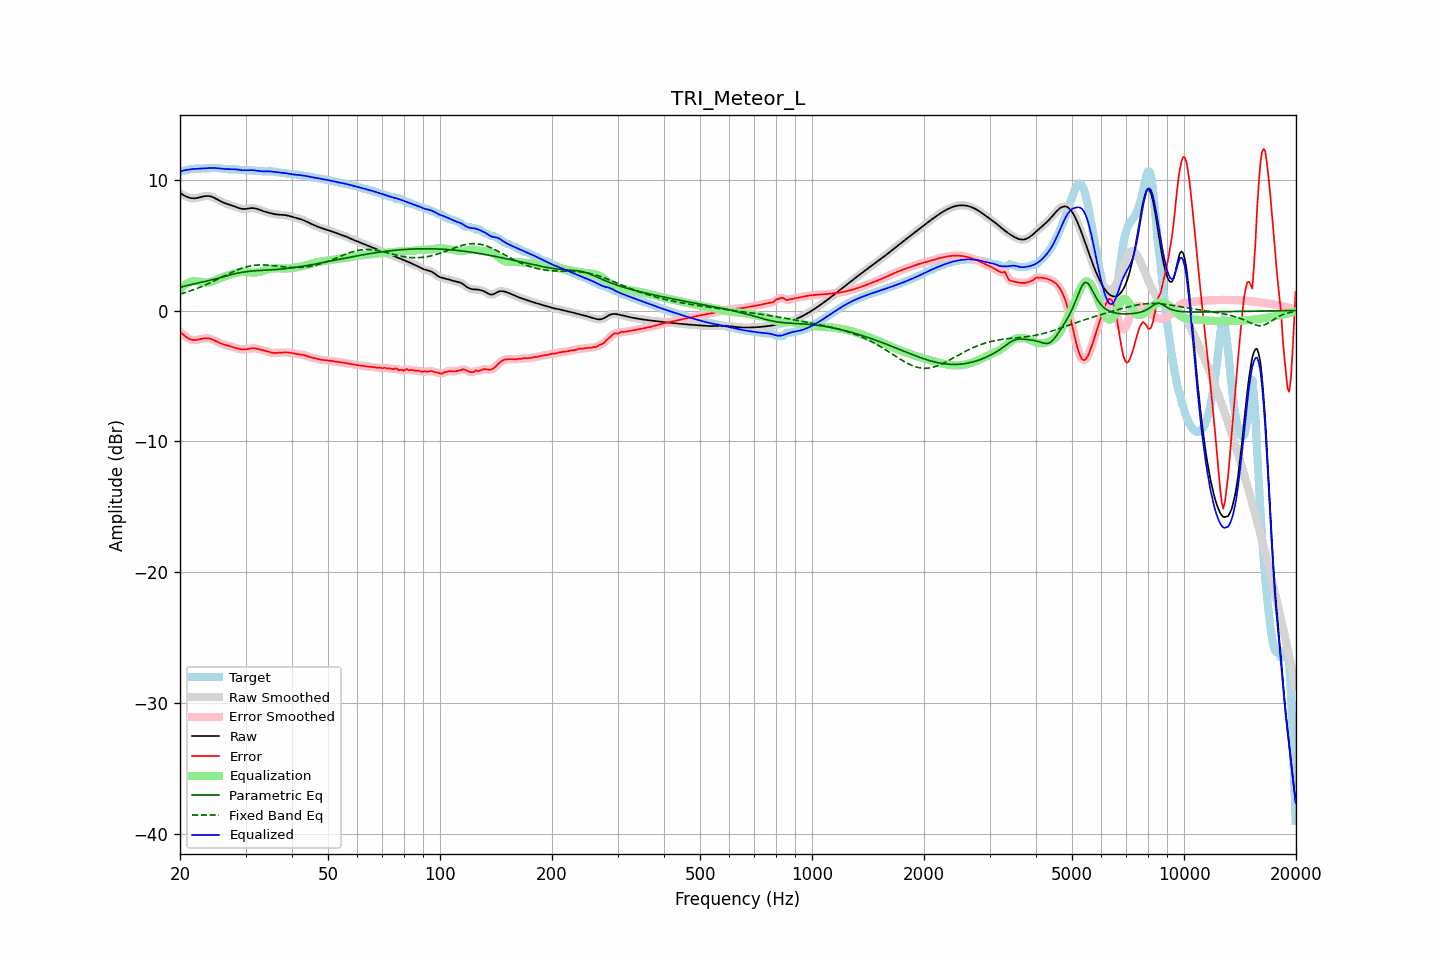 TRI_Meteor_L
Amplitude (dBr)
10
0
−10
−20
−30
−40
Target
Raw Smoothed
Error Smoothed
Raw
Error
Equalization
Parametric Eq
Fixed Band Eq
Equalized
20
50
100
200
500
1000
2000
5000
10000
20000
Frequency (Hz)